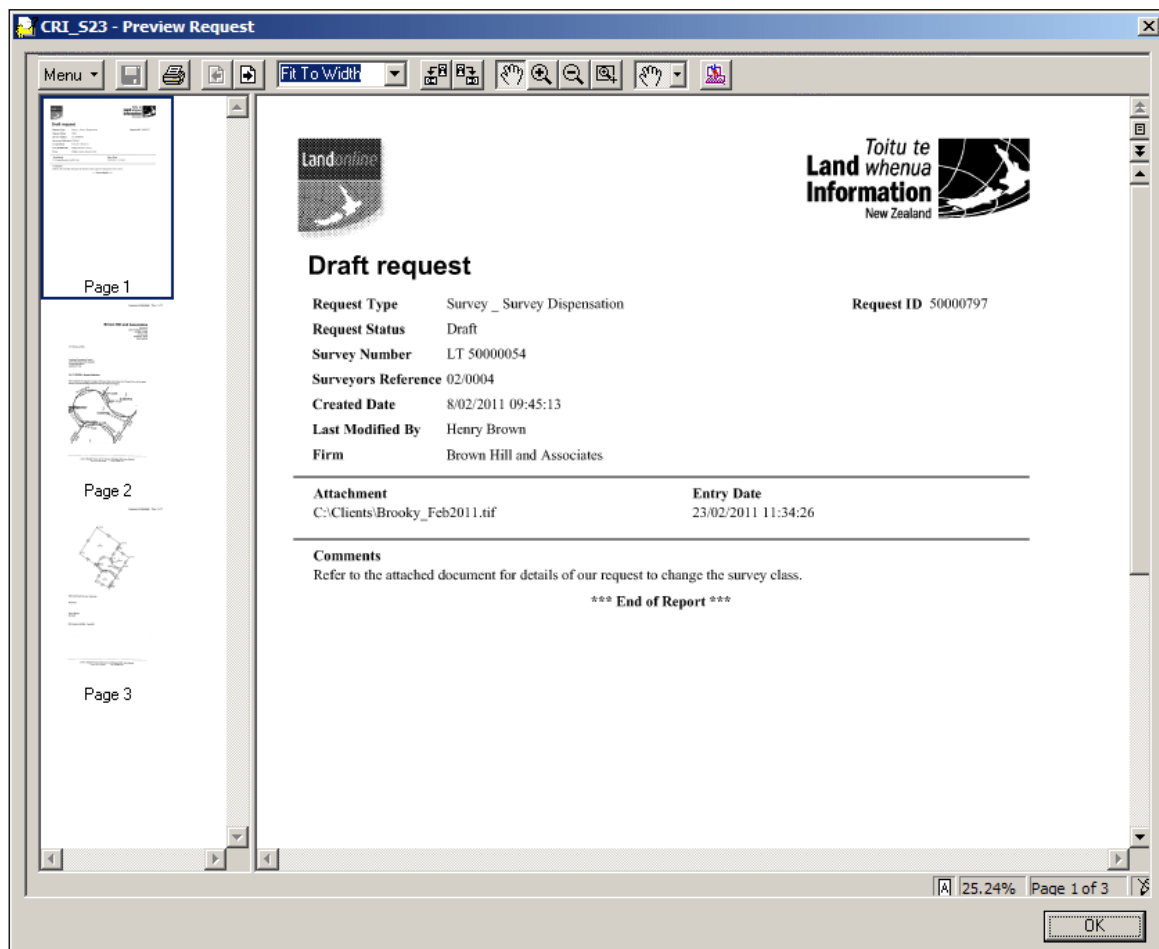 CRI_S23 - Preview Request
Menu
Fit To Width
Page 1
Page 2
Page 3
Landonline
Toitu te
Land whenua
Information
New Zealand
Draft request
Request Type Survey _ Survey Dispensation Request ID 50000797
Request Status Draft
Survey Number LT 50000054
Surveyors Reference 02/0004
Created Date 8/02/2011 09:45:13
Last Modified By Henry Brown
Firm Brown Hill and Associates
Attachment Entry Date
C:\Clients\Brooky_Feb2011.tif 23/02/2011 11:34:26
Comments
Refer to the attached document for details of our request to change the survey class.
*** End of Report ***
A 25.24% Page 1 of 3
OK